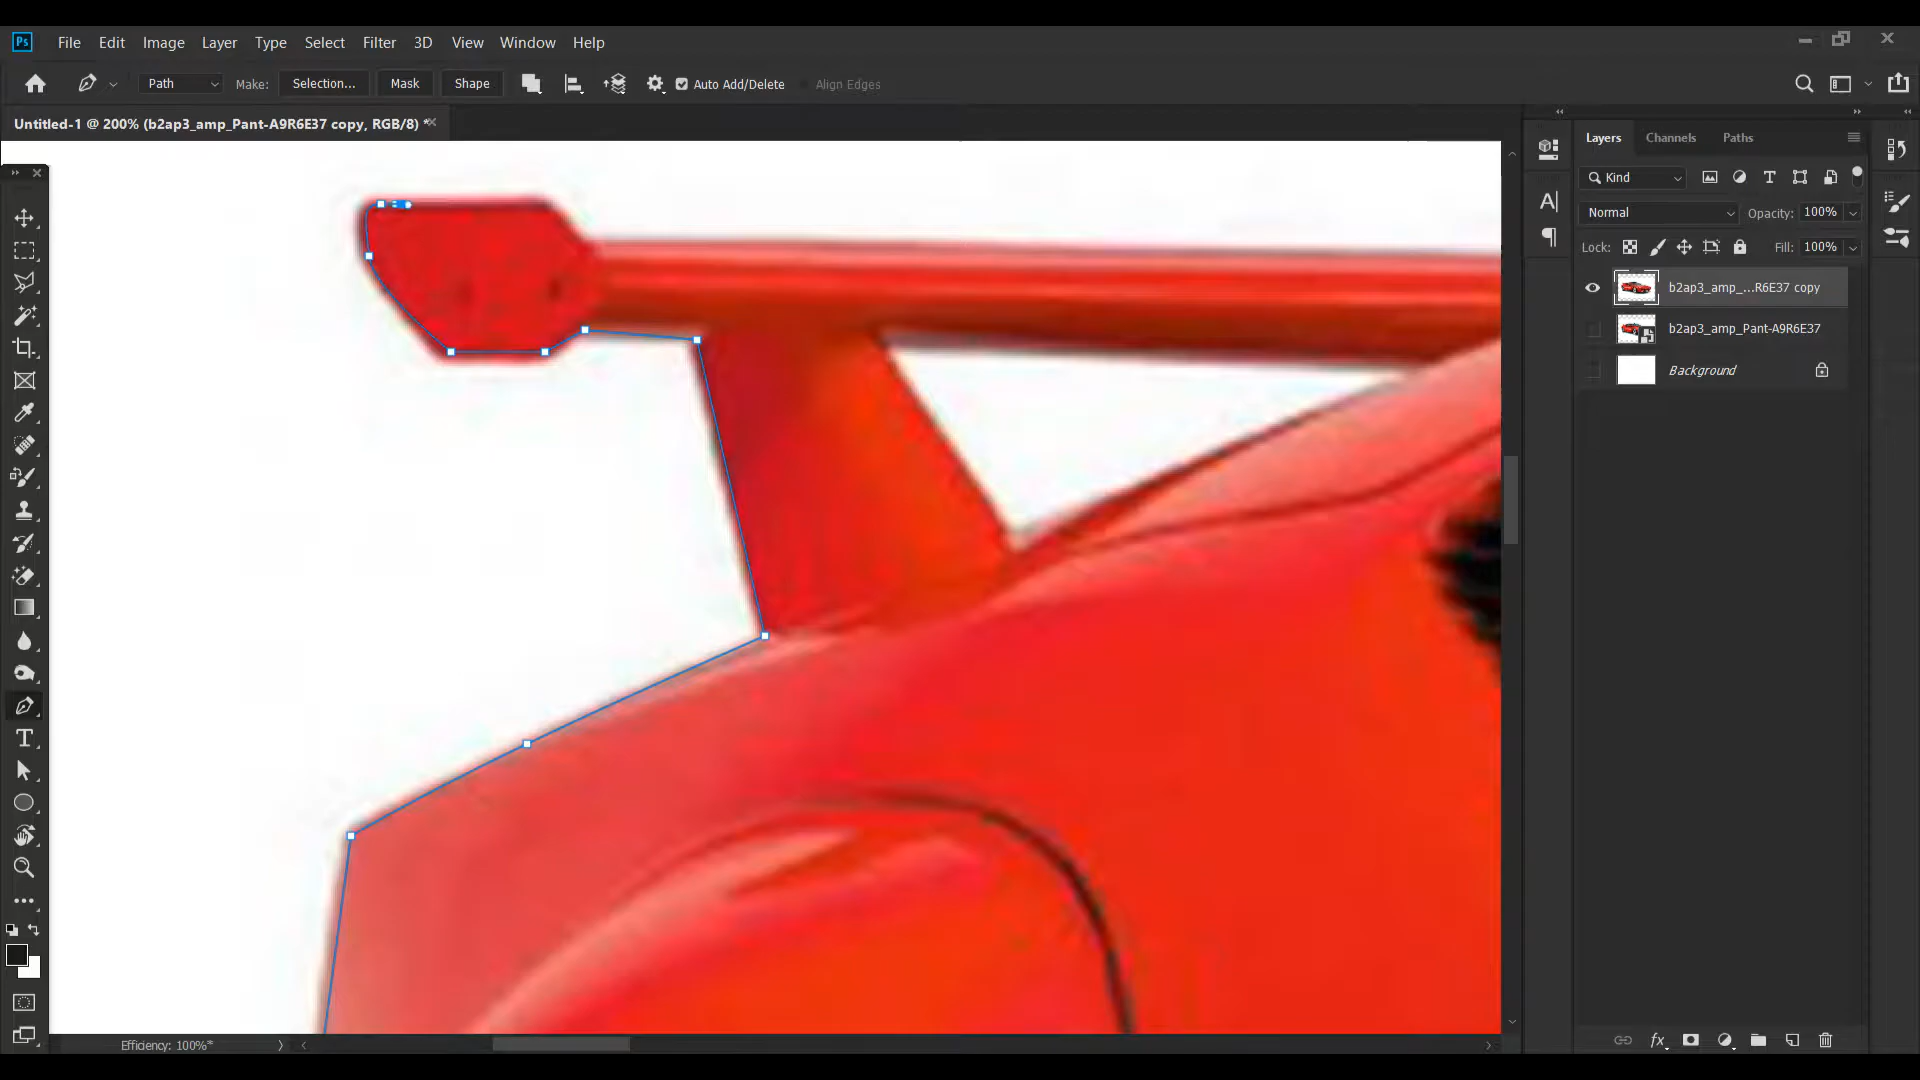 Ps File Edit Image Layer Type Select Filter 3D View Window Help
Path Make: Selection... Mask Shape Auto Add/Delete Align Edges
Untitled-1 @ 200% (b2ap3_amp_Pant-A9R6E37 copy, RGB/8) *
Layers Channels Paths
Kind
Normal Opacity: 100%
Lock: Fill: 100%
b2ap3_amp_...R6E37 copy
b2ap3_amp_Pant-A9R6E37
Background
fx
Efficiency: 100%*